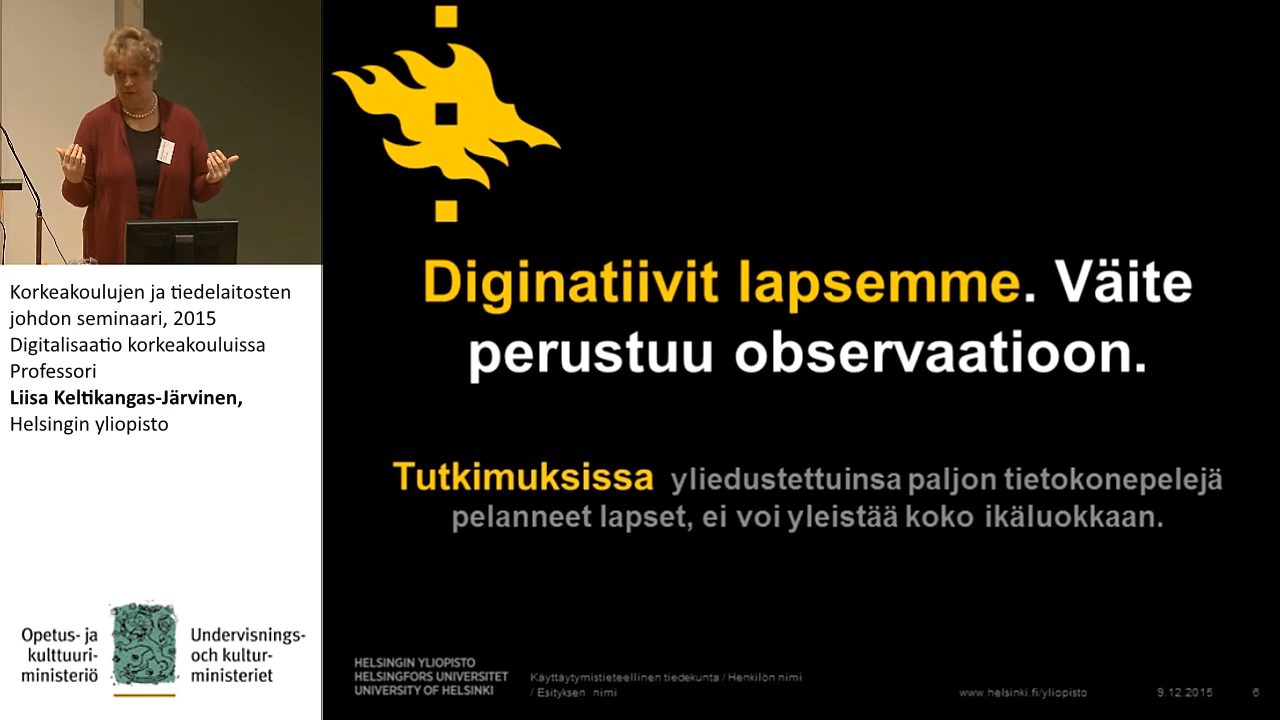 Korkeakoulujen ja tiedelaitosten
johdon seminaari, 2015
Digitalisaatio korkeakouluissa
Professori
Liisa Keltikangas-Järvinen,
Helsingin yliopisto
Opetus- ja
kulttuuri-
ministeriö
Undervisnings-
och kultur-
ministeriet
Diginatiivit lapsemme. Väite
perustuu observaatioon.
Tutkimuksissa yliedustettuinsa paljon tietokonepelejä
pelanneet lapset, ei voi yleistää koko ikäluokkaan.
HELSINGIN YLIOPISTO
HELSINGFORS UNIVERSITET
UNIVERSITY OF HELSINKI
Käyttäytymistieteellinen tiedekunta / Henkilön nimi
/ Esityksen nimi
www.helsinki.fi/yliopisto
9.12.2015
6